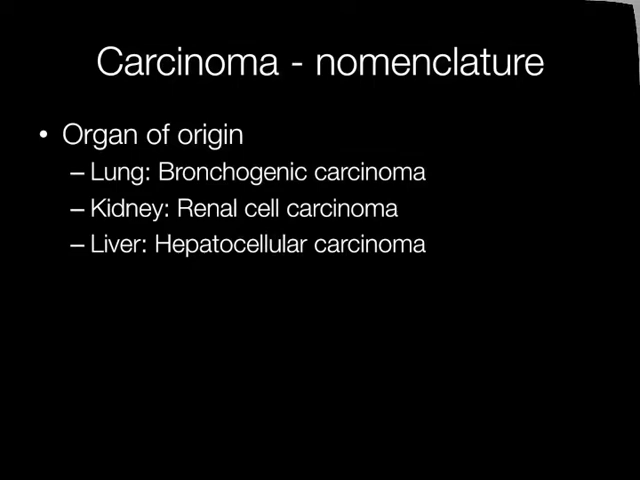 Carcinoma - nomenclature
• Organ of origin
– Lung: Bronchogenic carcinoma
– Kidney: Renal cell carcinoma
– Liver: Hepatocellular carcinoma